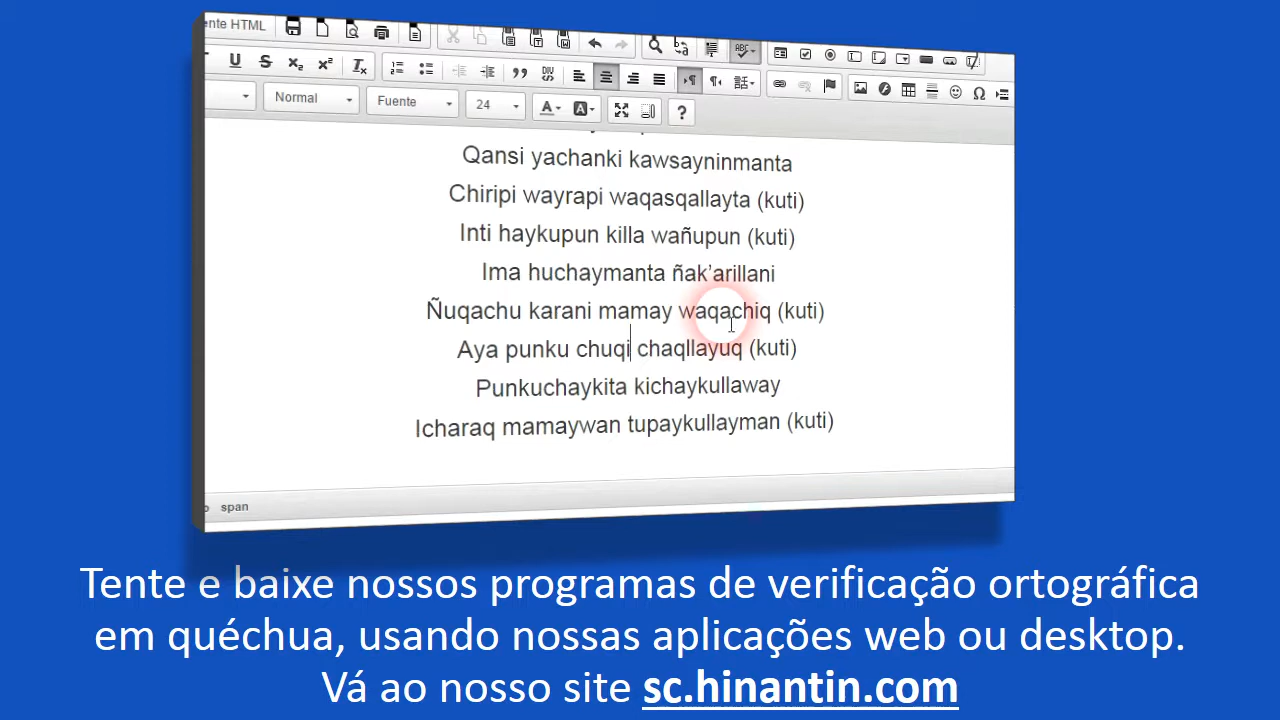 ente HTML
Normal Fuente 24
Qansi yachanki kawsayninmanta
Chiripi wayrapi waqasqallayta (kuti)
Inti haykupun killa wañupun (kuti)
Ima huchaymanta ñak’arillani
Ñuqachu karani mamay waqachiq (kuti)
Aya punku chuqi chaqllayuq (kuti)
Punkuchaykita kichaykullaway
Icharaq mamaywan tupaykullayman (kuti)
span
Tente e baixe nossos programas de verificação ortográfica
em quéchua, usando nossas aplicações web ou desktop.
Vá ao nosso site sc.hinantin.com